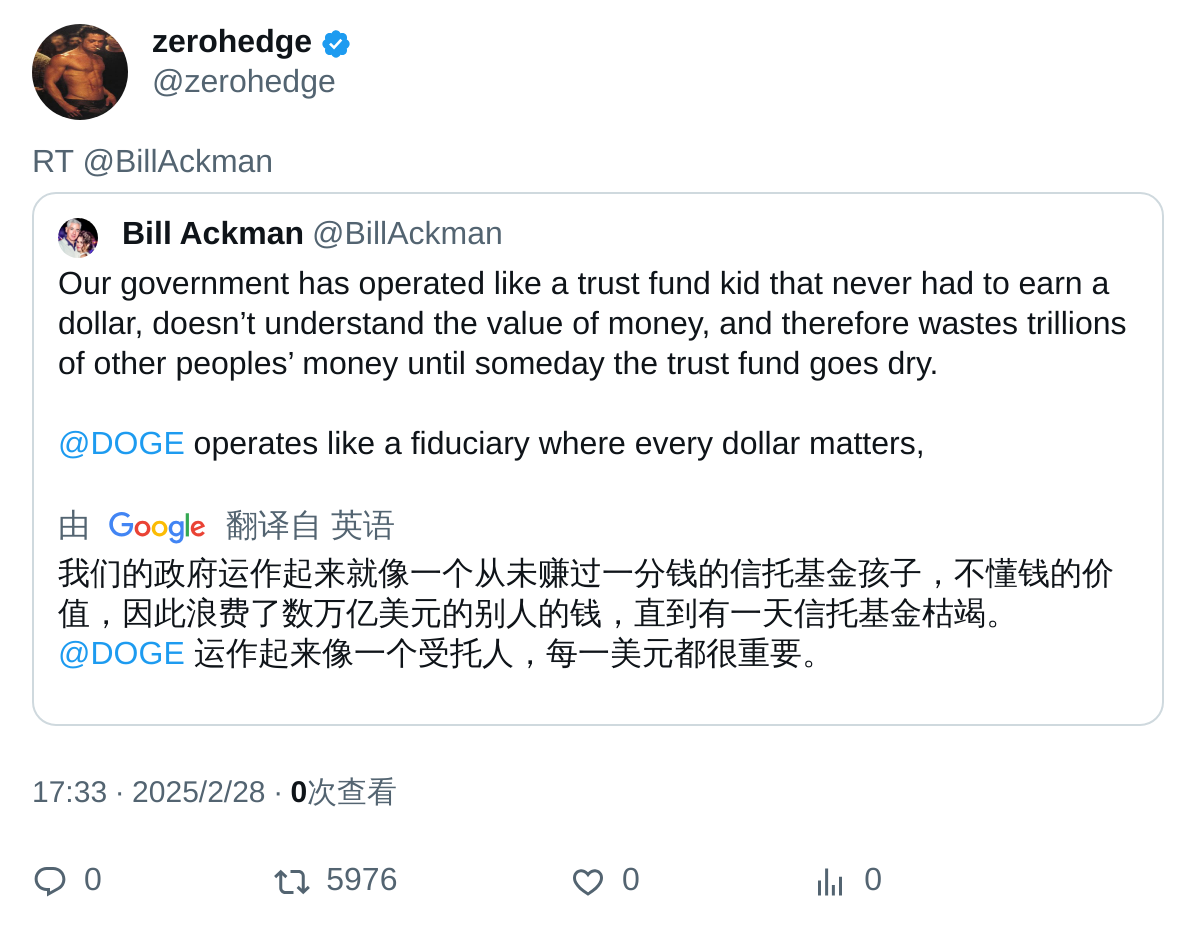 zerohedge
@zerohedge
RT @BillAckman
Bill Ackman @BillAckman
Our government has operated like a trust fund kid that never had to earn a
dollar, doesn’t understand the value of money, and therefore wastes trillions
of other peoples’ money until someday the trust fund goes dry.
@DOGE operates like a fiduciary where every dollar matters,
由 Google 翻译自 英语
我们的政府运作起来就像一个从未赚过一分钱的信托基金孩子，不懂钱的价
值，因此浪费了数万亿美元的别人的钱，直到有一天信托基金枯竭。
@DOGE 运作起来像一个受托人，每一美元都很重要。
17:33 · 2025/2/28 · 0次查看
0 5976 0 0